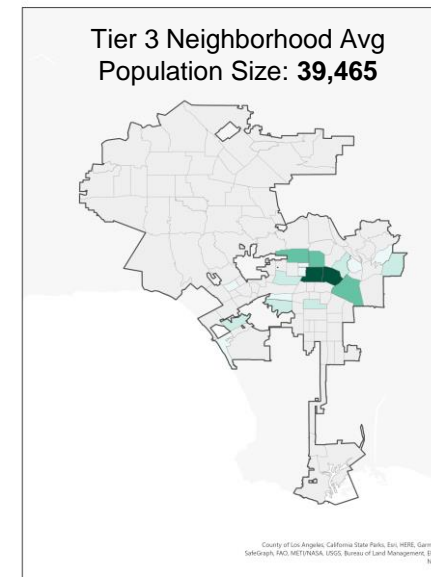 Tier 3 Neighborhood Avg
Population Size: 39,465
County of Los Angeles, California State Parks, Esri, HERE, Garm
SafeGraph, FAO, METI/NASA, USGS, Bureau of Land Management, E
N